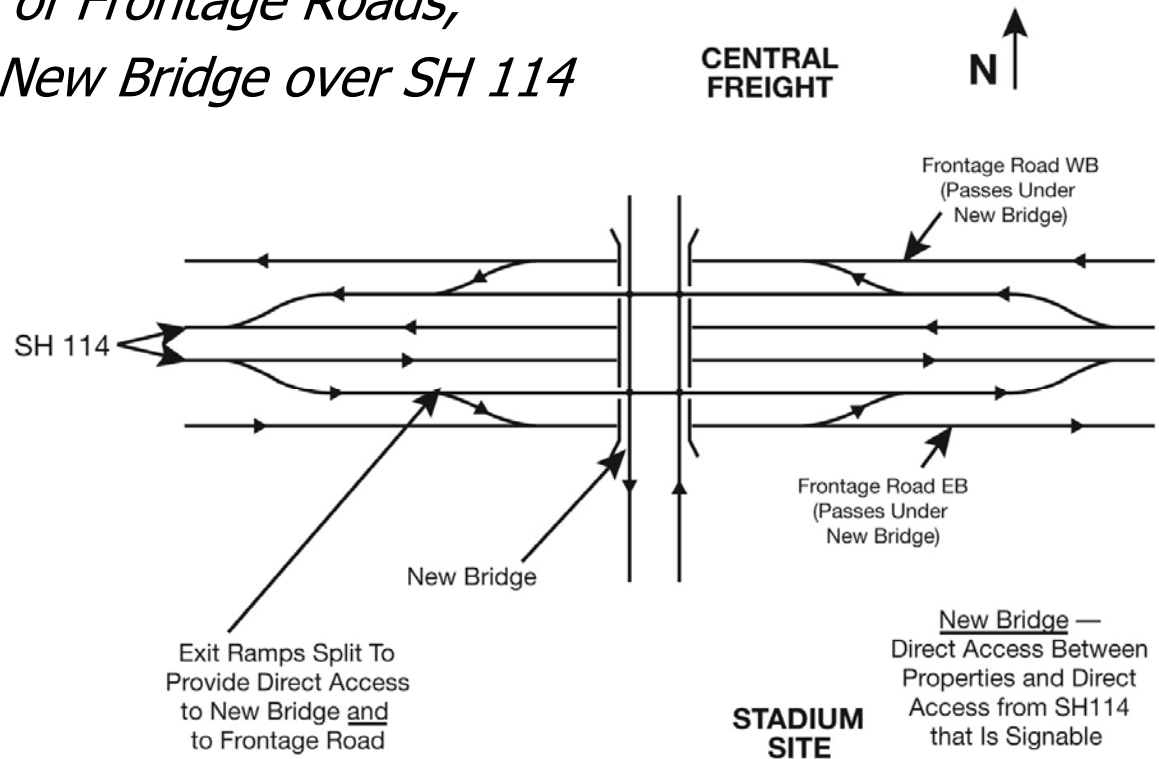 of Frontage Roads,
New Bridge over SH 114
CENTRAL
FREIGHT
N
Frontage Road WB
(Passes Under
New Bridge)
SH 114
Frontage Road EB
(Passes Under
New Bridge)
New Bridge
Exit Ramps Split To
Provide Direct Access
to New Bridge and
to Frontage Road
New Bridge —
Direct Access Between
Properties and Direct
Access from SH114
that Is Signable
STADIUM
SITE